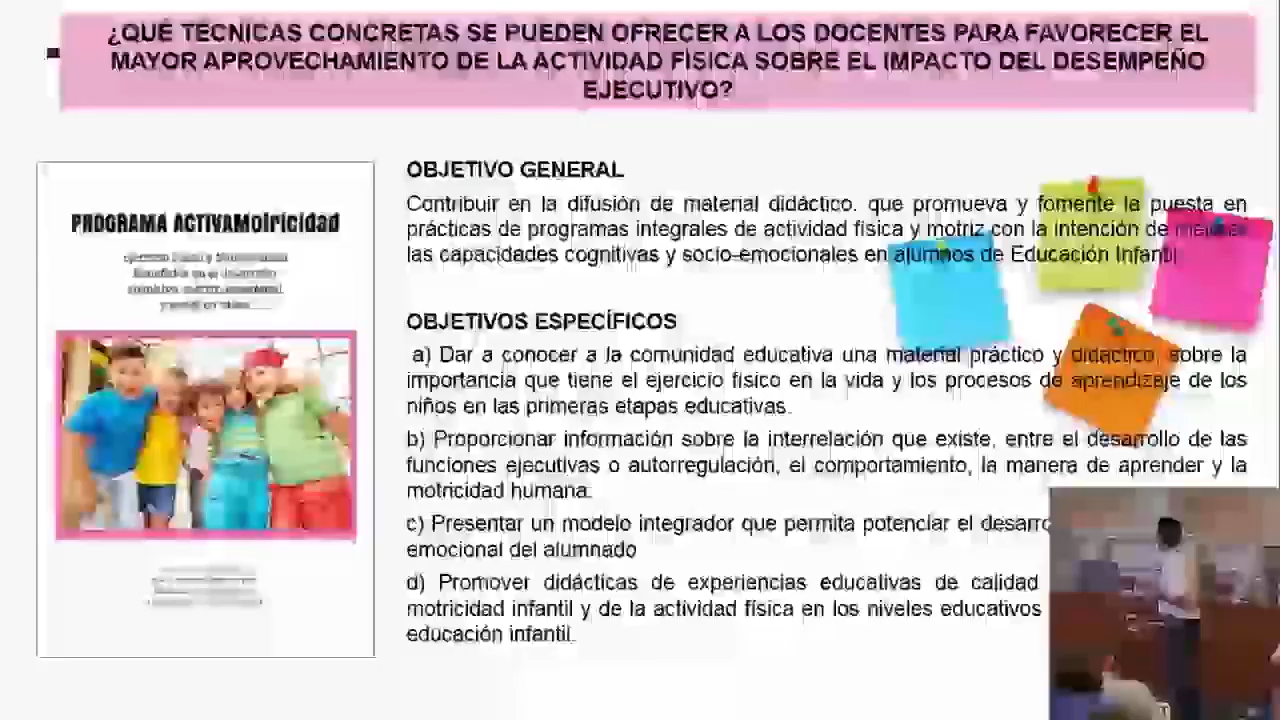 ¿QUÉ TÉCNICAS CONCRETAS SE PUEDEN OFRECER A LOS DOCENTES PARA FAVORECER EL
MAYOR APROVECHAMIENTO DE LA ACTIVIDAD FÍSICA SOBRE EL IMPACTO DEL DESEMPEÑO
EJECUTIVO?
PROGRAMA ACTIVAMotricidad
OBJETIVO GENERAL
Contribuir en la difusión de material didáctico. que promueva y fomente la puesta en
prácticas de programas integrales de actividad física y motriz con la intención de
las capacidades cognitivas y socio-emocionales en alumnos de Educación Infantil
OBJETIVOS ESPECÍFICOS
a) Dar a conocer a la comunidad educativa una material práctico y didáctico, sobre la
importancia que tiene el ejercicio físico en la vida y los procesos de aprendizaje de los
niños en las primeras etapas educativas.
b) Proporcionar información sobre la interrelación que existe, entre el desarrollo de las
funciones ejecutivas o autorregulación, el comportamiento, la manera de aprender y la
motricidad humana.
c) Presentar un modelo integrador que permita potenciar el desarro
emocional del alumnado
d) Promover didácticas de experiencias educativas de calidad
motricidad infantil y de la actividad física en los niveles educativos
educación infantil.